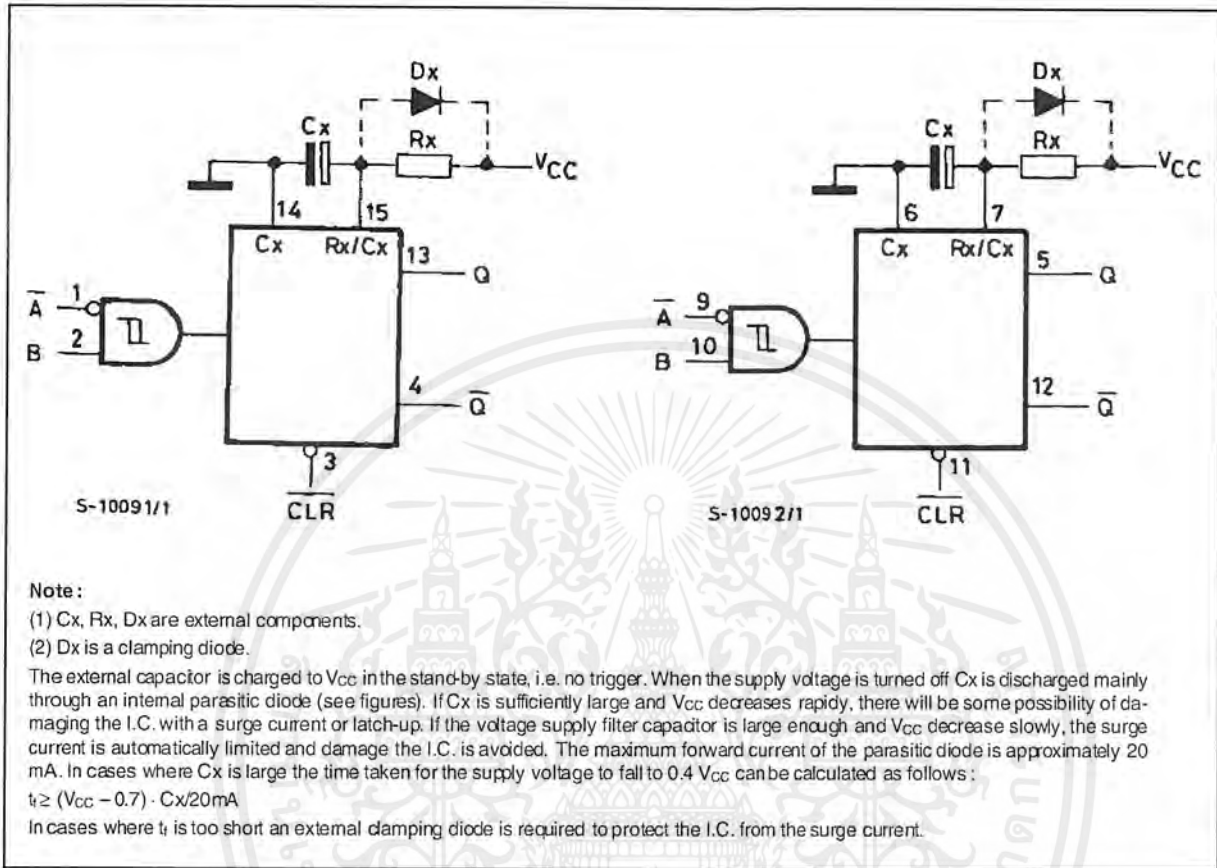 Dx
Cx
Rx
VCC
14
15
Cx
Rx/Cx
13
Q
A̅
1
2
B
4
Q̅
3
C̅L̅R̅
S-10091/1
Dx
Cx
Rx
VCC
6
7
Cx
Rx/Cx
5
Q
A̅
9
10
B
12
Q̅
11
C̅L̅R̅
S-10092/1
Note :
(1) Cx, Rx, Dx are external components.
(2) Dx is a clamping diode.
The external capacitor is charged to VCC in the stand-by state, i.e. no trigger. When the supply voltage is turned off Cx is discharged mainly
through an internal parasitic diode (see figures). If Cx is sufficiently large and VCC decreases rapidly, there will be some possibility of da-
maging the I.C. with a surge current or latch-up. If the voltage supply filter capacitor is large enough and VCC decrease slowly, the surge
current is automatically limited and damage the I.C. is avoided. The maximum forward current of the parasitic diode is approximately 20
mA. In cases where Cx is large the time taken for the supply voltage to fall to 0.4 VCC can be calculated as follows :
tf ≥ (VCC – 0.7) · Cx/20mA
In cases where tf is too short an external clamping diode is required to protect the I.C. from the surge current.